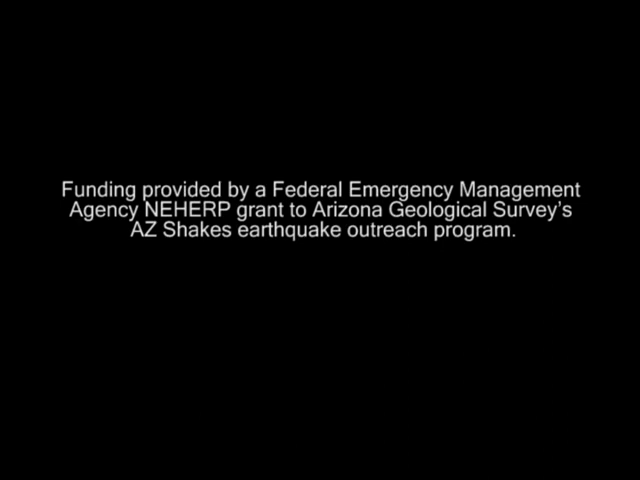 Funding provided by a Federal Emergency Management
Agency NEHERP grant to Arizona Geological Survey’s
AZ Shakes earthquake outreach program.